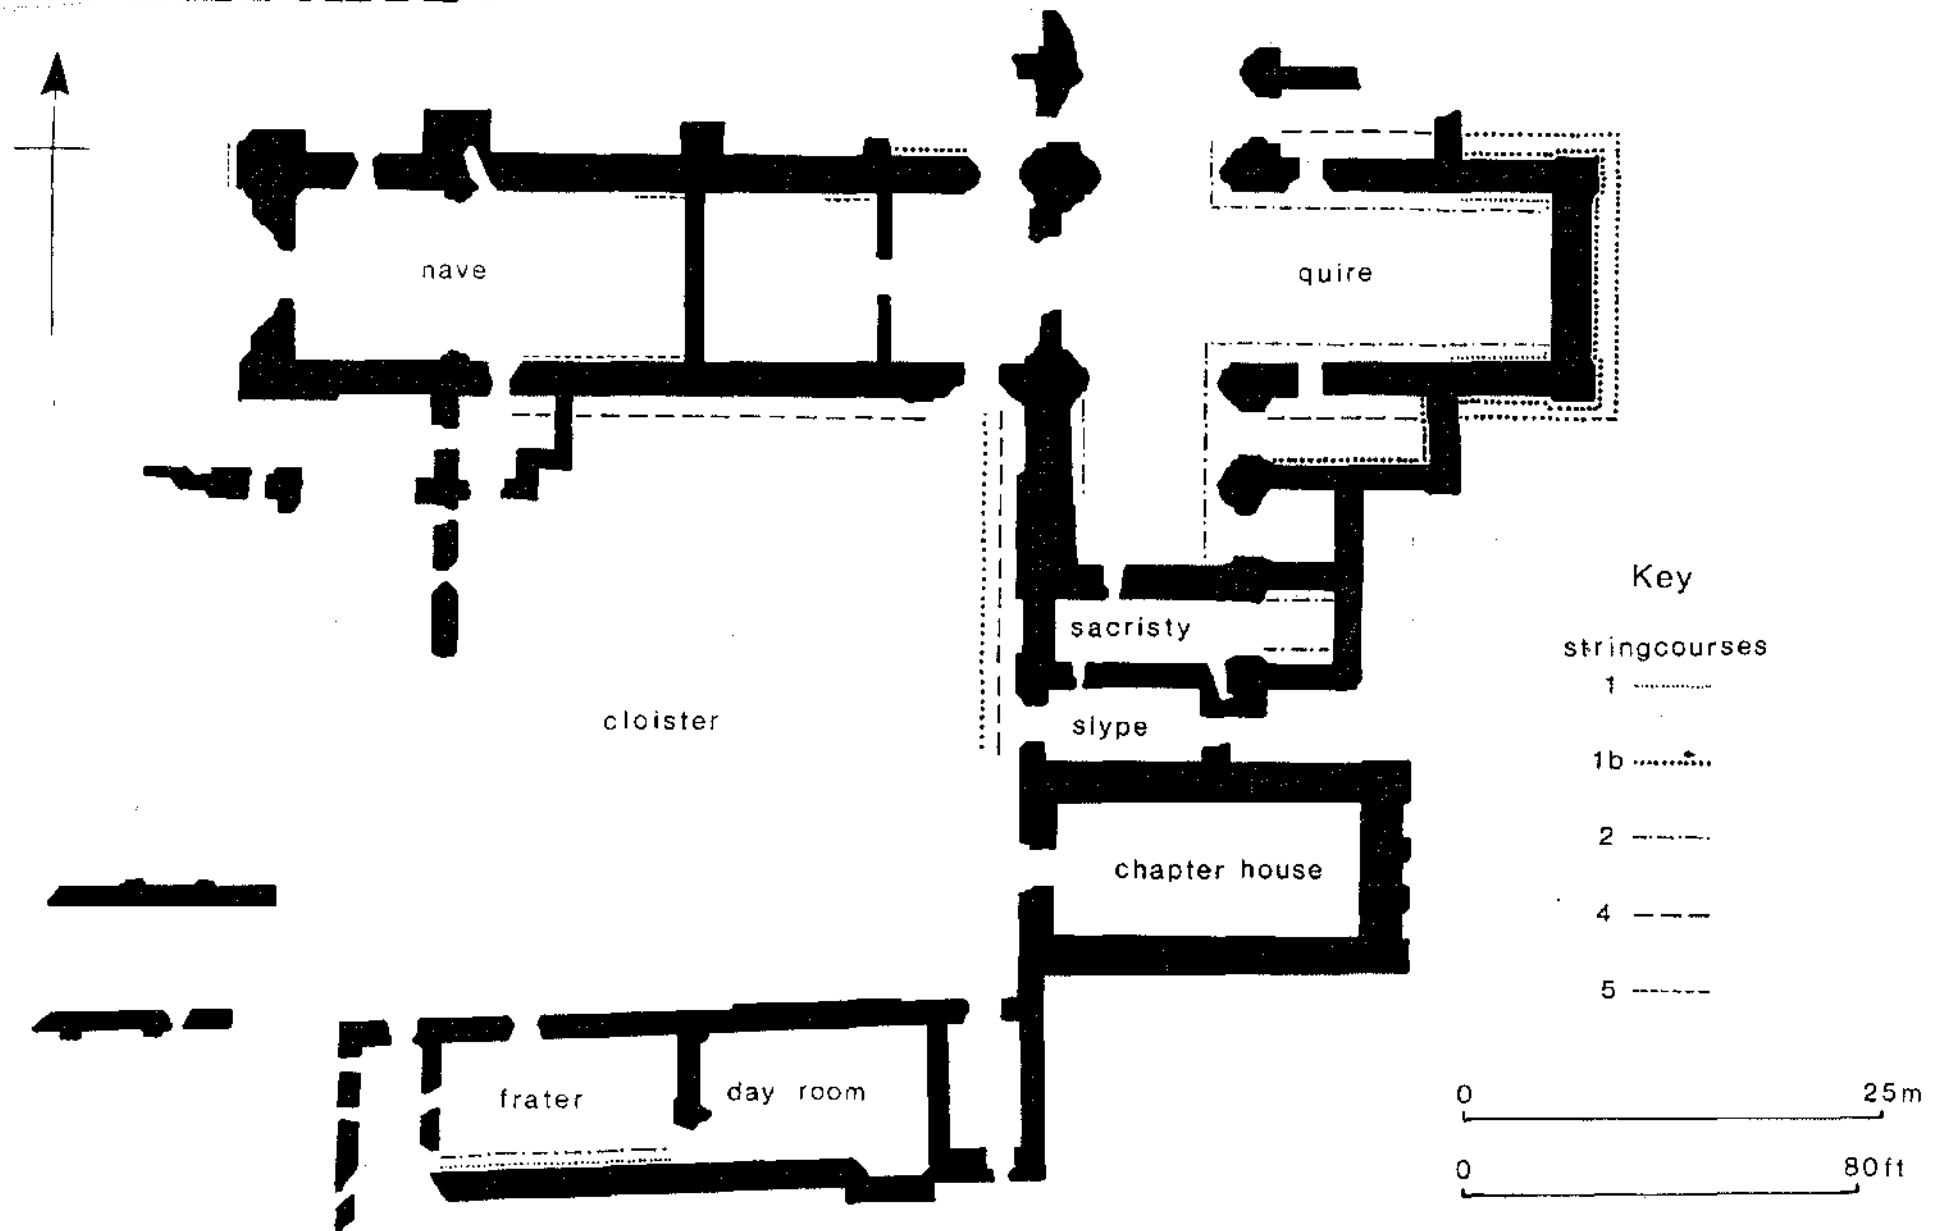 nave
quire
Key
stringcourses
sacristy
1
cloister
slype
1b
2
chapter house
4
5
frater
day room
0 25m
0 80ft